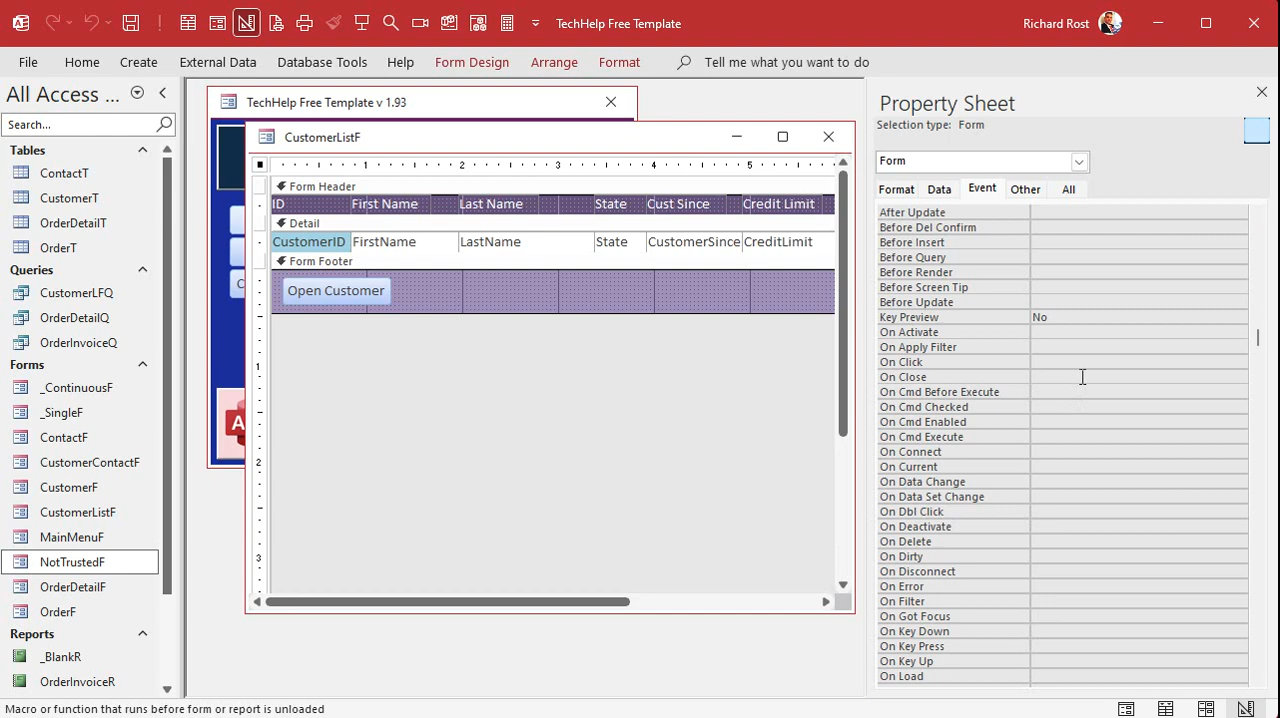 TechHelp Free Template
Richard Rost
File
Home
Create
External Data
Database Tools
Help
Form Design
Arrange
Format
Tell me what you want to do
All Access ...
Search...
Tables
ContactT
CustomerT
OrderDetailT
OrderT
Queries
CustomerLFQ
OrderDetailQ
OrderInvoiceQ
Forms
_ContinuousF
_SingleF
ContactF
CustomerContactF
CustomerF
CustomerListF
MainMenuF
NotTrustedF
OrderDetailF
OrderF
Reports
_BlankR
OrderInvoiceR
TechHelp Free Template v 1.93
C
A
CustomerListF
1 2 3 4 5
Form Header
ID First Name Last Name State Cust Since Credit Limit
Detail
CustomerID FirstName LastName State CustomerSince CreditLimit
Form Footer
Open Customer
1
2
3
Property Sheet
Selection type: Form
Form
Format Data Event Other All
After Update
Before Del Confirm
Before Insert
Before Query
Before Render
Before Screen Tip
Before Update
Key Preview No
On Activate
On Apply Filter
On Click
On Close
On Cmd Before Execute
On Cmd Checked
On Cmd Enabled
On Cmd Execute
On Connect
On Current
On Data Change
On Data Set Change
On Dbl Click
On Deactivate
On Delete
On Dirty
On Disconnect
On Error
On Filter
On Got Focus
On Key Down
On Key Press
On Key Up
On Load
Macro or function that runs before form or report is unloaded